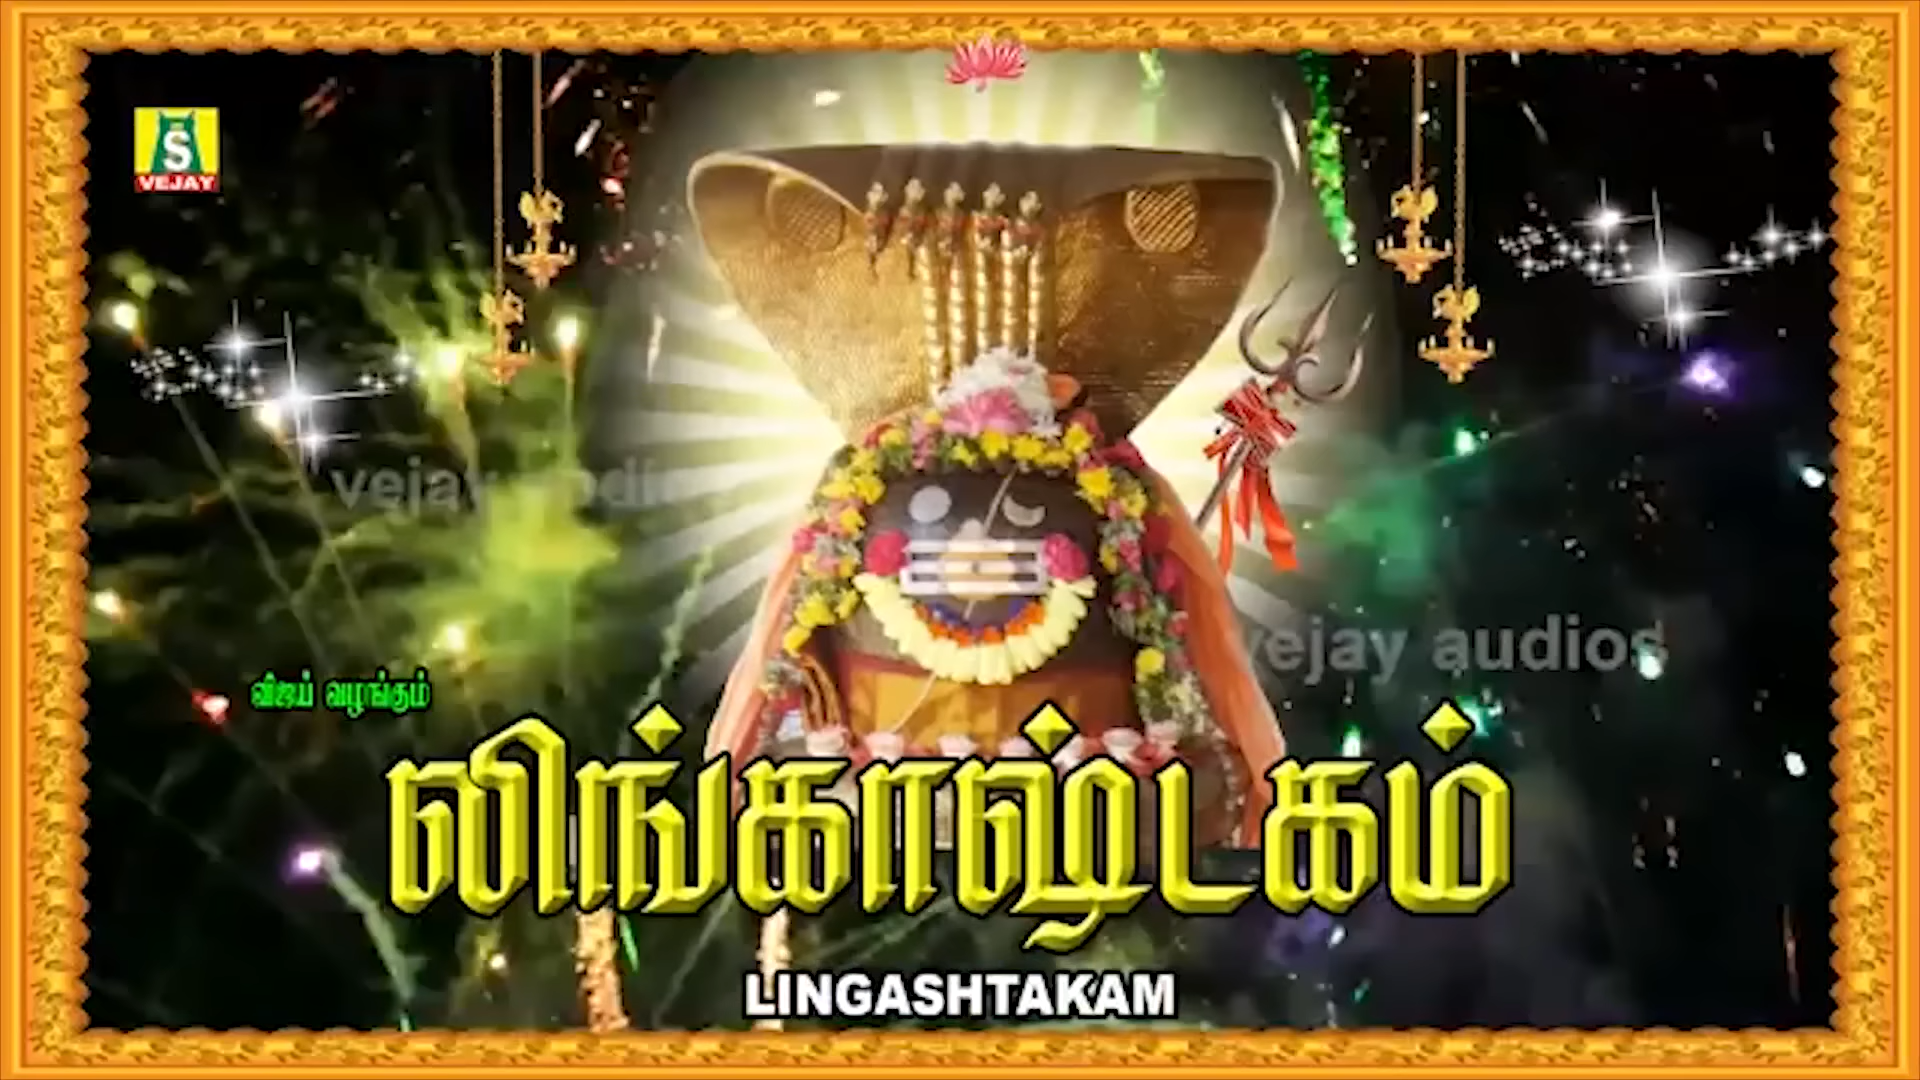 S
VEJAY
vejay audios
vejay audios
விஜய் வழங்கும்
லிங்காஷ்டகம்
LINGASHTAKAM